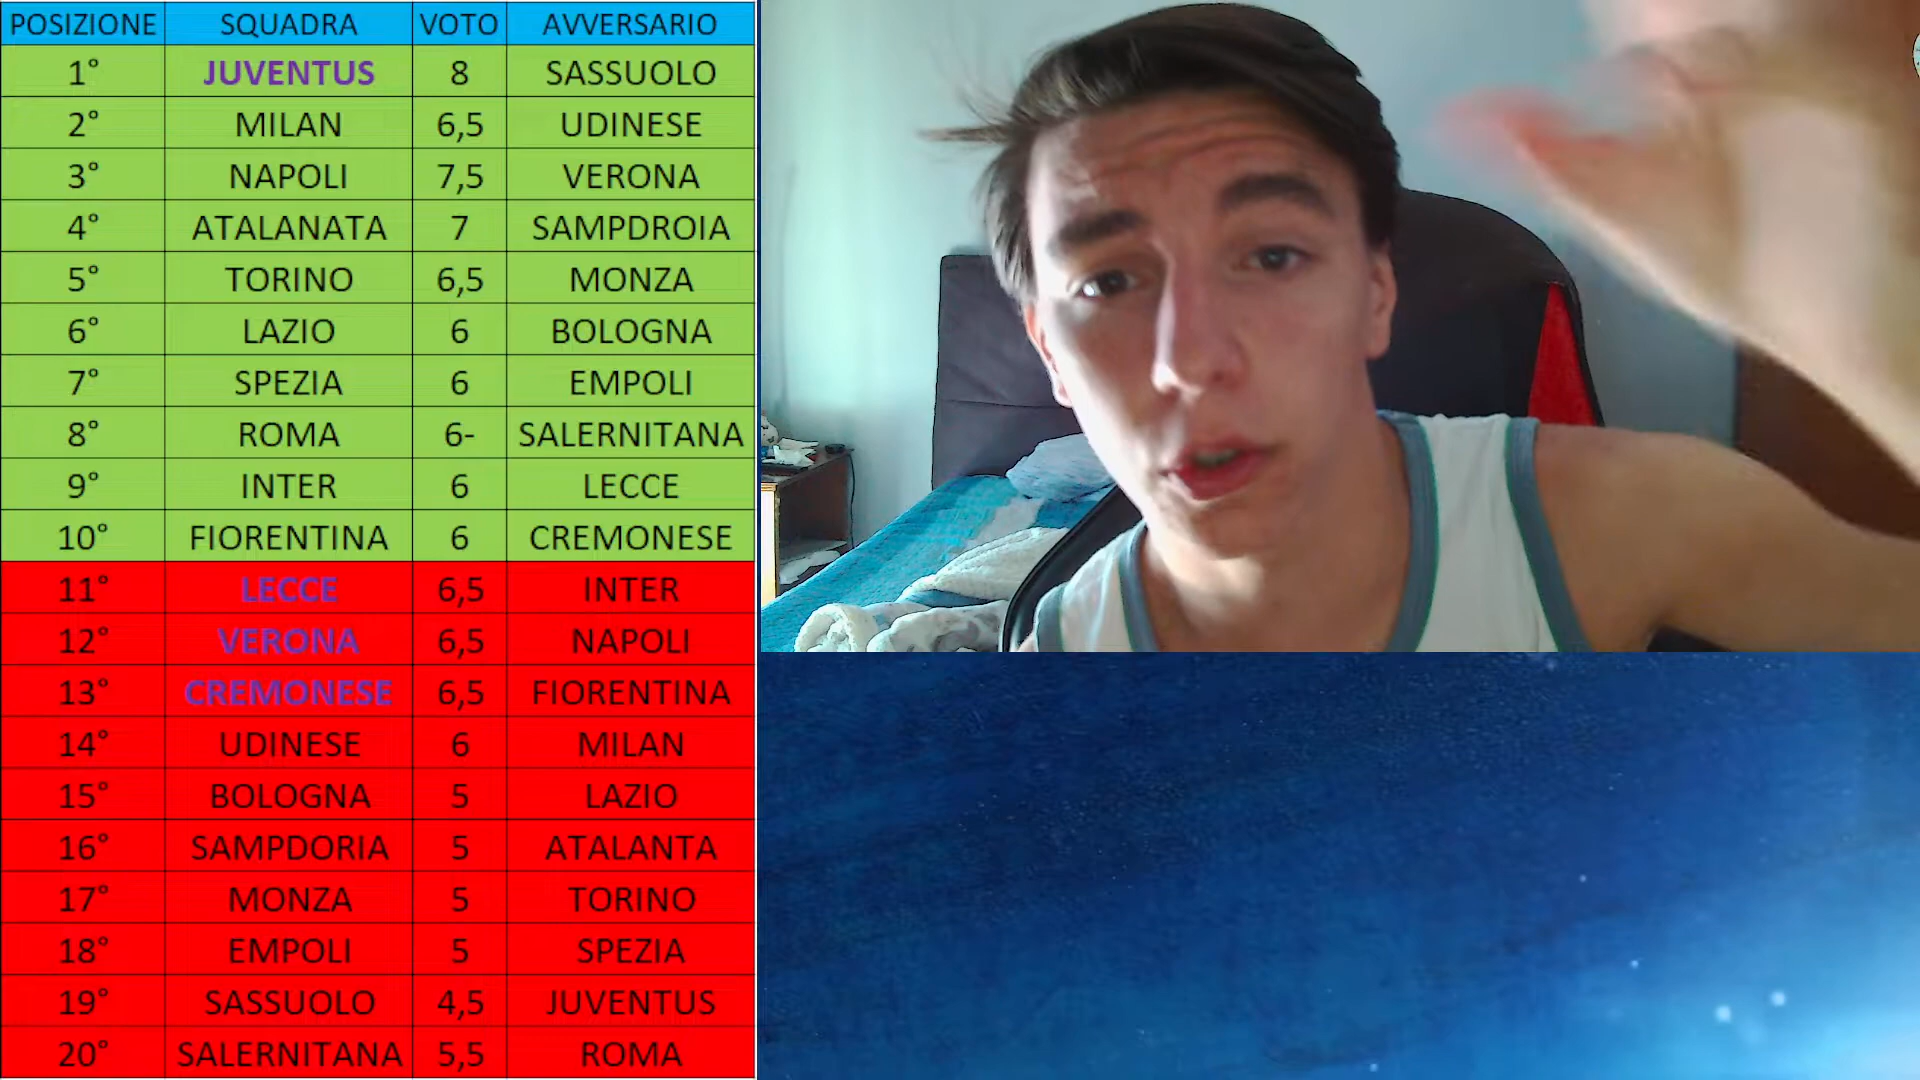 POSIZIONE SQUADRA VOTO AVVERSARIO
1° JUVENTUS 8 SASSUOLO
2° MILAN 6,5 UDINESE
3° NAPOLI 7,5 VERONA
4° ATALANATA 7 SAMPDROIA
5° TORINO 6,5 MONZA
6° LAZIO 6 BOLOGNA
7° SPEZIA 6 EMPOLI
8° ROMA 6- SALERNITANA
9° INTER 6 LECCE
10° FIORENTINA 6 CREMONESE
11° LECCE 6,5 INTER
12° VERONA 6,5 NAPOLI
13° CREMONESE 6,5 FIORENTINA
14° UDINESE 6 MILAN
15° BOLOGNA 5 LAZIO
16° SAMPDORIA 5 ATALANTA
17° MONZA 5 TORINO
18° EMPOLI 5 SPEZIA
19° SASSUOLO 4,5 JUVENTUS
20° SALERNITANA 5,5 ROMA